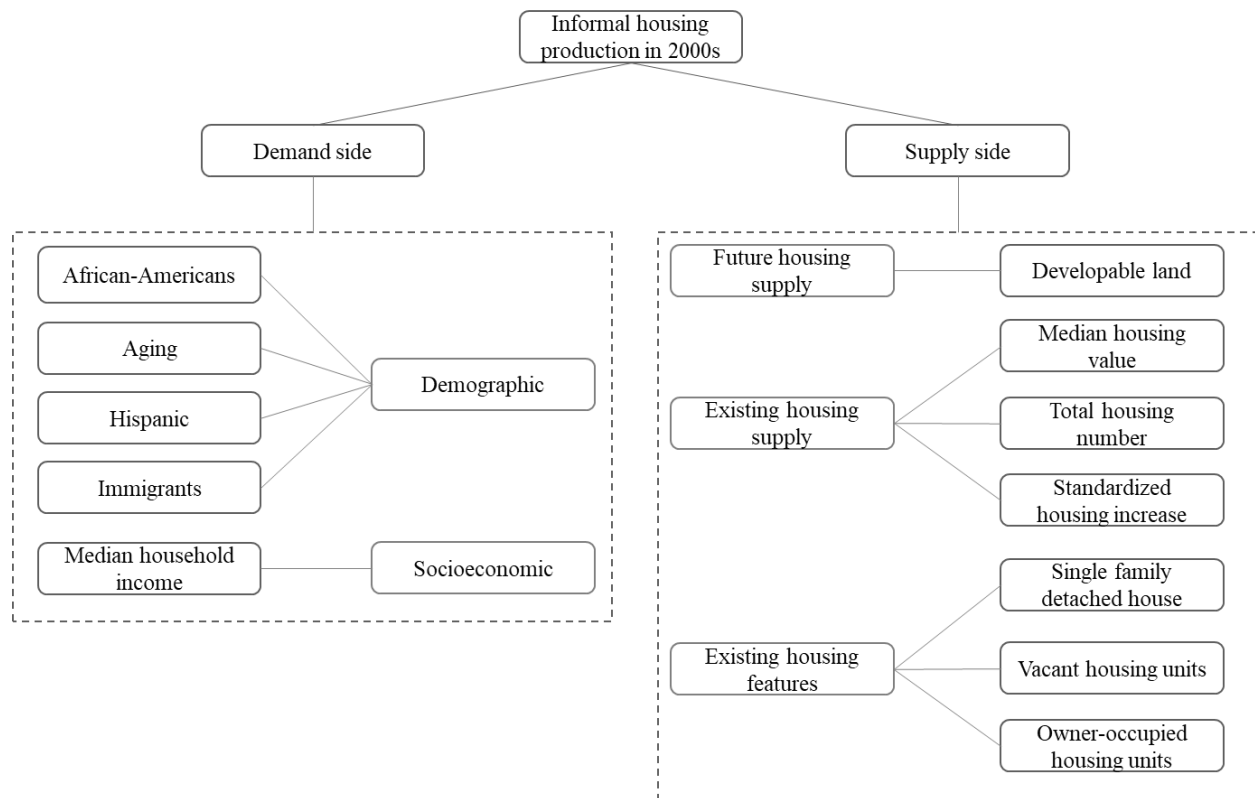 Informal housing
production in 2000s
Demand side
Supply side
African-Americans
Aging
Hispanic
Immigrants
Median household
income
Demographic
Socioeconomic
Future housing
supply
Developable land
Existing housing
supply
Median housing
value
Total housing
number
Standardized
housing increase
Existing housing
features
Single family
detached house
Vacant housing units
Owner-occupied
housing units